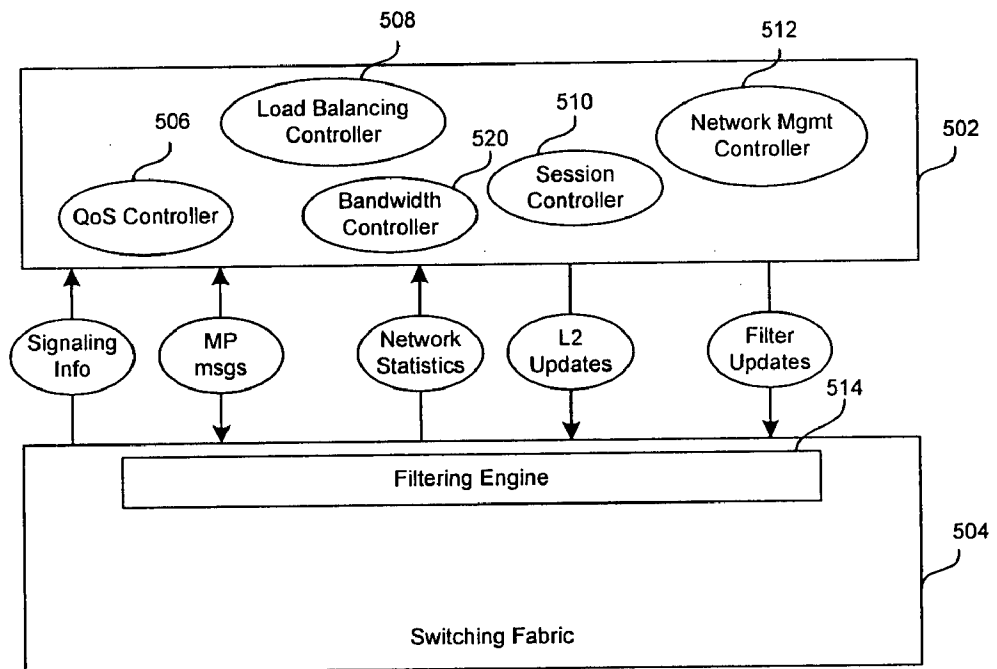 508
512
Load Balancing
Controller
510
Network Mgmt
Controller
506
520
502
Session
Controller
QoS Controller
Bandwidth
Controller
Signaling
Info
MP
msgs
Network
Statistics
L2
Updates
Filter
Updates
514
Filtering Engine
504
Switching Fabric